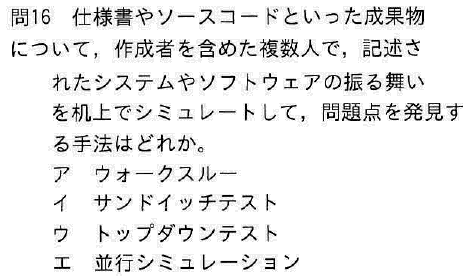 問16 仕様書やソースコードといった成果物
について，作成者を含めた複数人で，記述さ
れたシステムやソフトウェアの振る舞い
を机上でシミュレートして，問題点を発見す
る手法はどれか。
ア ウォークスルー
イ サンドイッチテスト
ウ トップダウンテスト
エ 並行シミュレーション